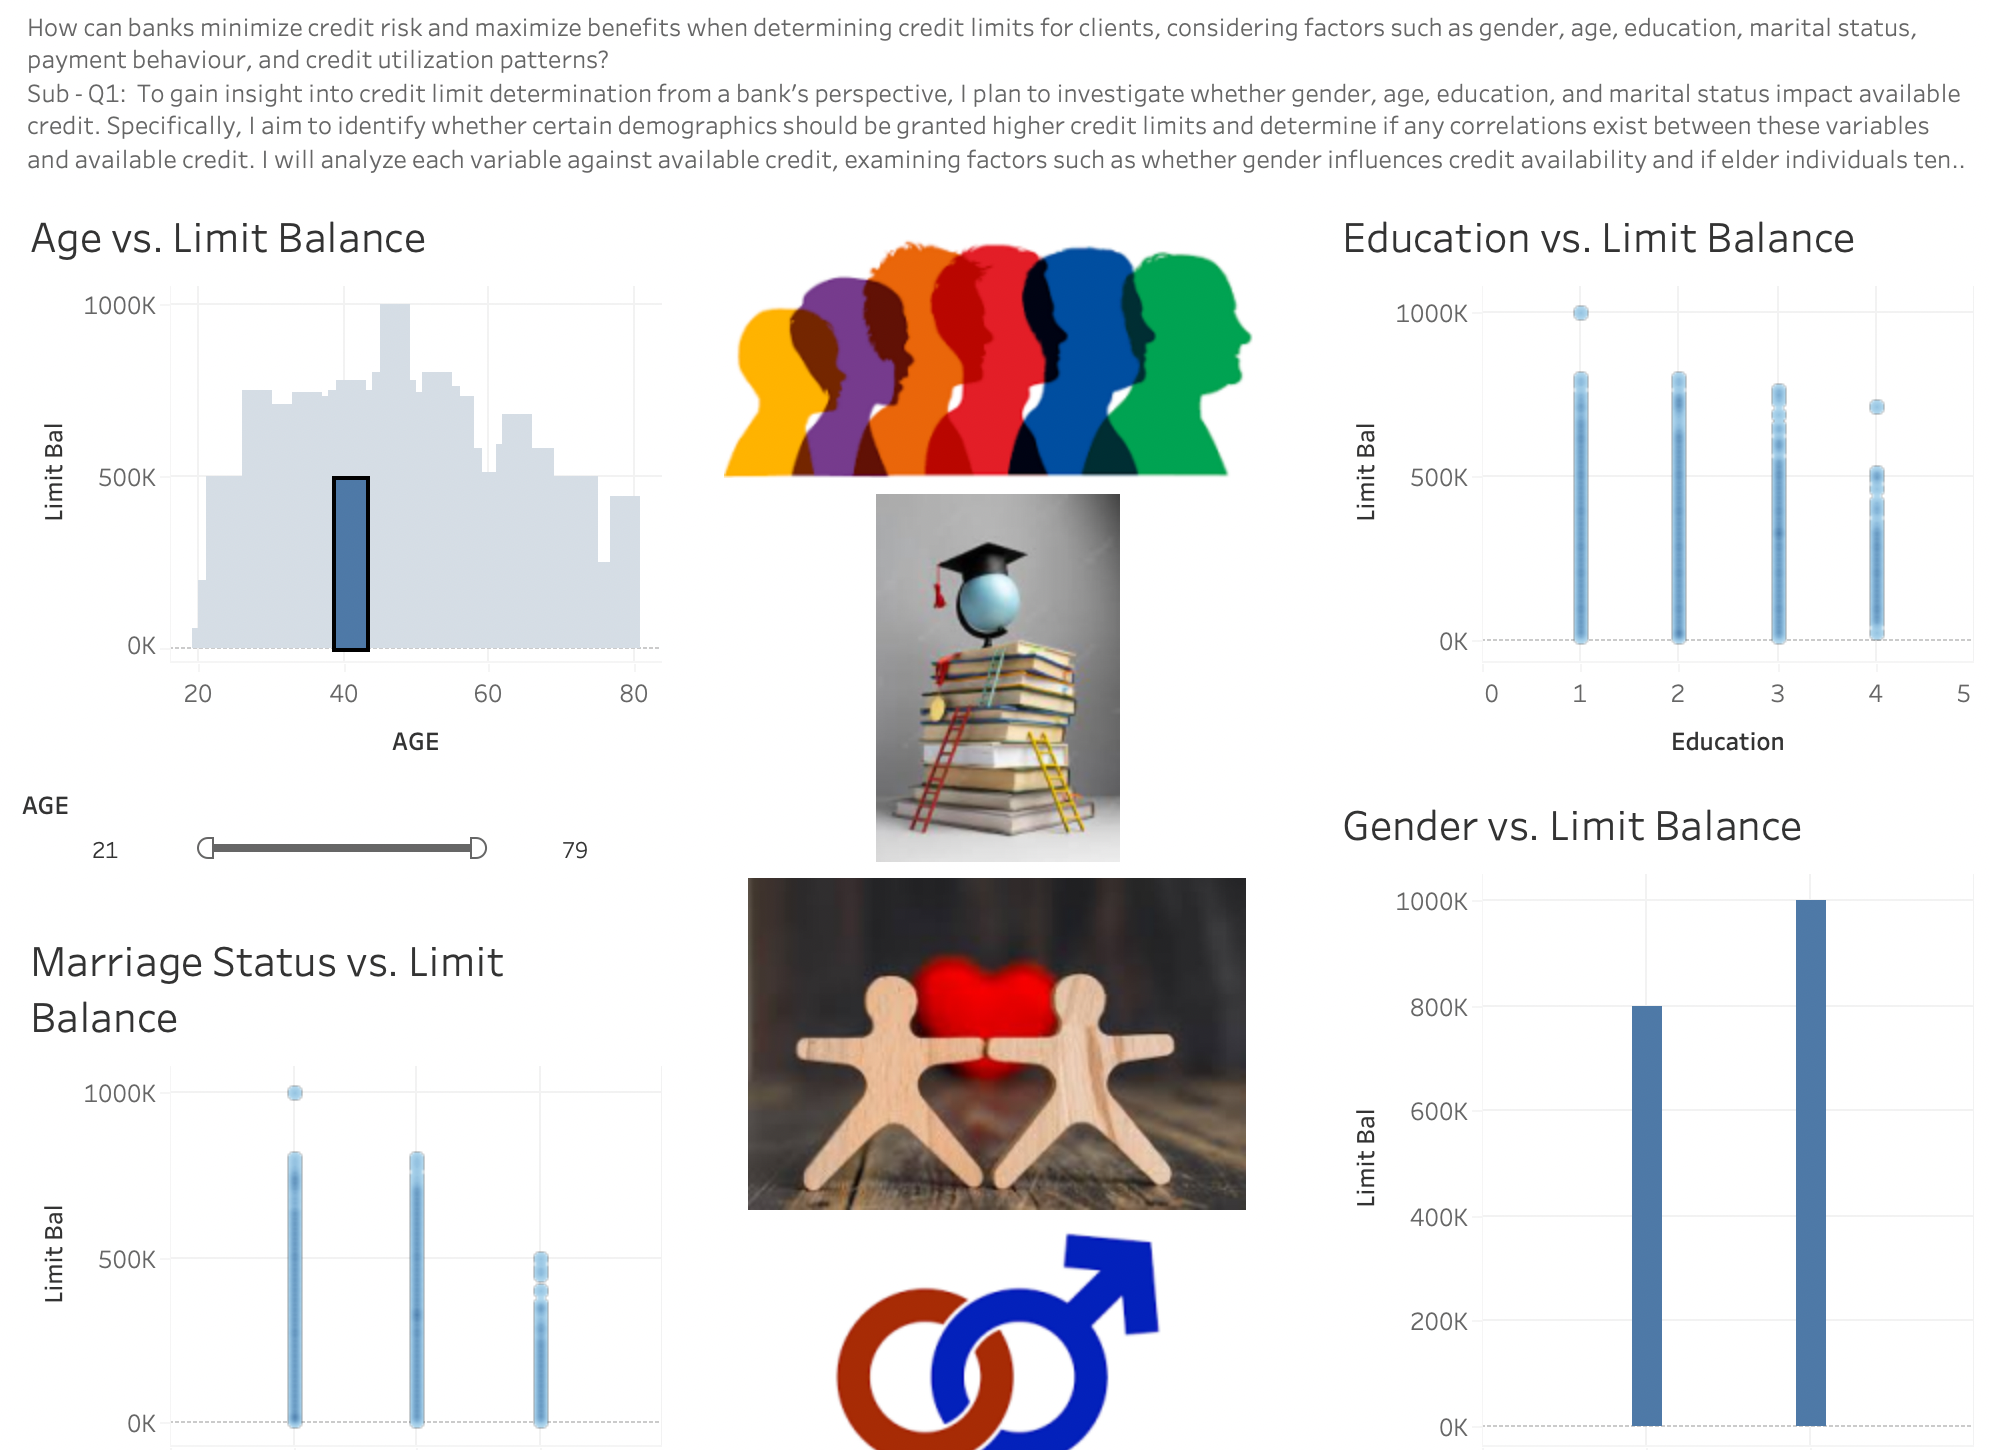 How can banks minimize credit risk and maximize benefits when determining credit limits for clients, considering factors such as gender, age, education, marital status,
payment behaviour, and credit utilization patterns?
Sub - Q1:  To gain insight into credit limit determination from a bank's perspective, I plan to investigate whether gender, age, education, and marital status impact available
credit. Specifically, I aim to identify whether certain demographics should be granted higher credit limits and determine if any correlations exist between these variables
and available credit. I will analyze each variable against available credit, examining factors such as whether gender influences credit availability and if elder individuals ten..
Age vs. Limit Balance
1000K
500K
0K
Limit Bal
20 40 60 80
AGE
AGE
21 79
Education vs. Limit Balance
1000K
500K
0K
Limit Bal
0 1 2 3 4 5
Education
Marriage Status vs. Limit
Balance
1000K
500K
0K
Limit Bal
Gender vs. Limit Balance
1000K
800K
600K
400K
200K
0K
Limit Bal